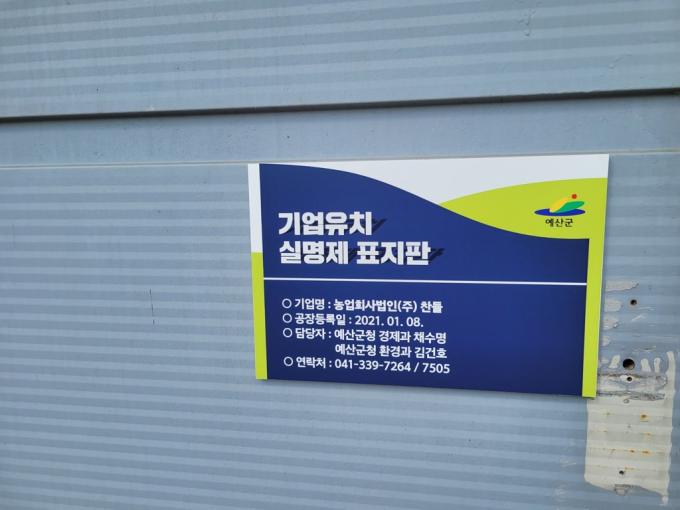 예산군
기업유치
실명제 표지판
○ 기업명 : 농업회사법인(주) 찬들
○ 공장등록일 : 2021. 01. 08.
○ 담당자 : 예산군청 경제과 채수명
예산군청 환경과 김건호
○ 연락처 : 041-339-7264 / 7505